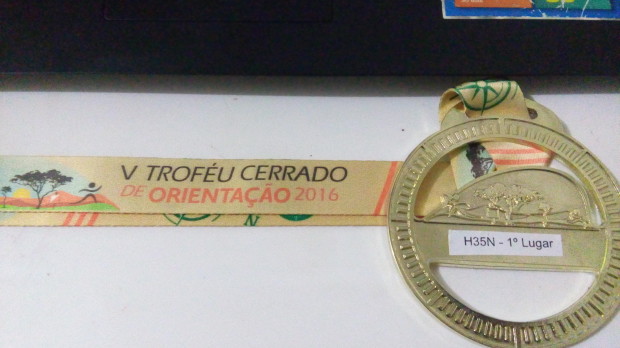 V TROFÉU CERRADO
DE ORIENTAÇÃO 2016
H35N - 1º Lugar